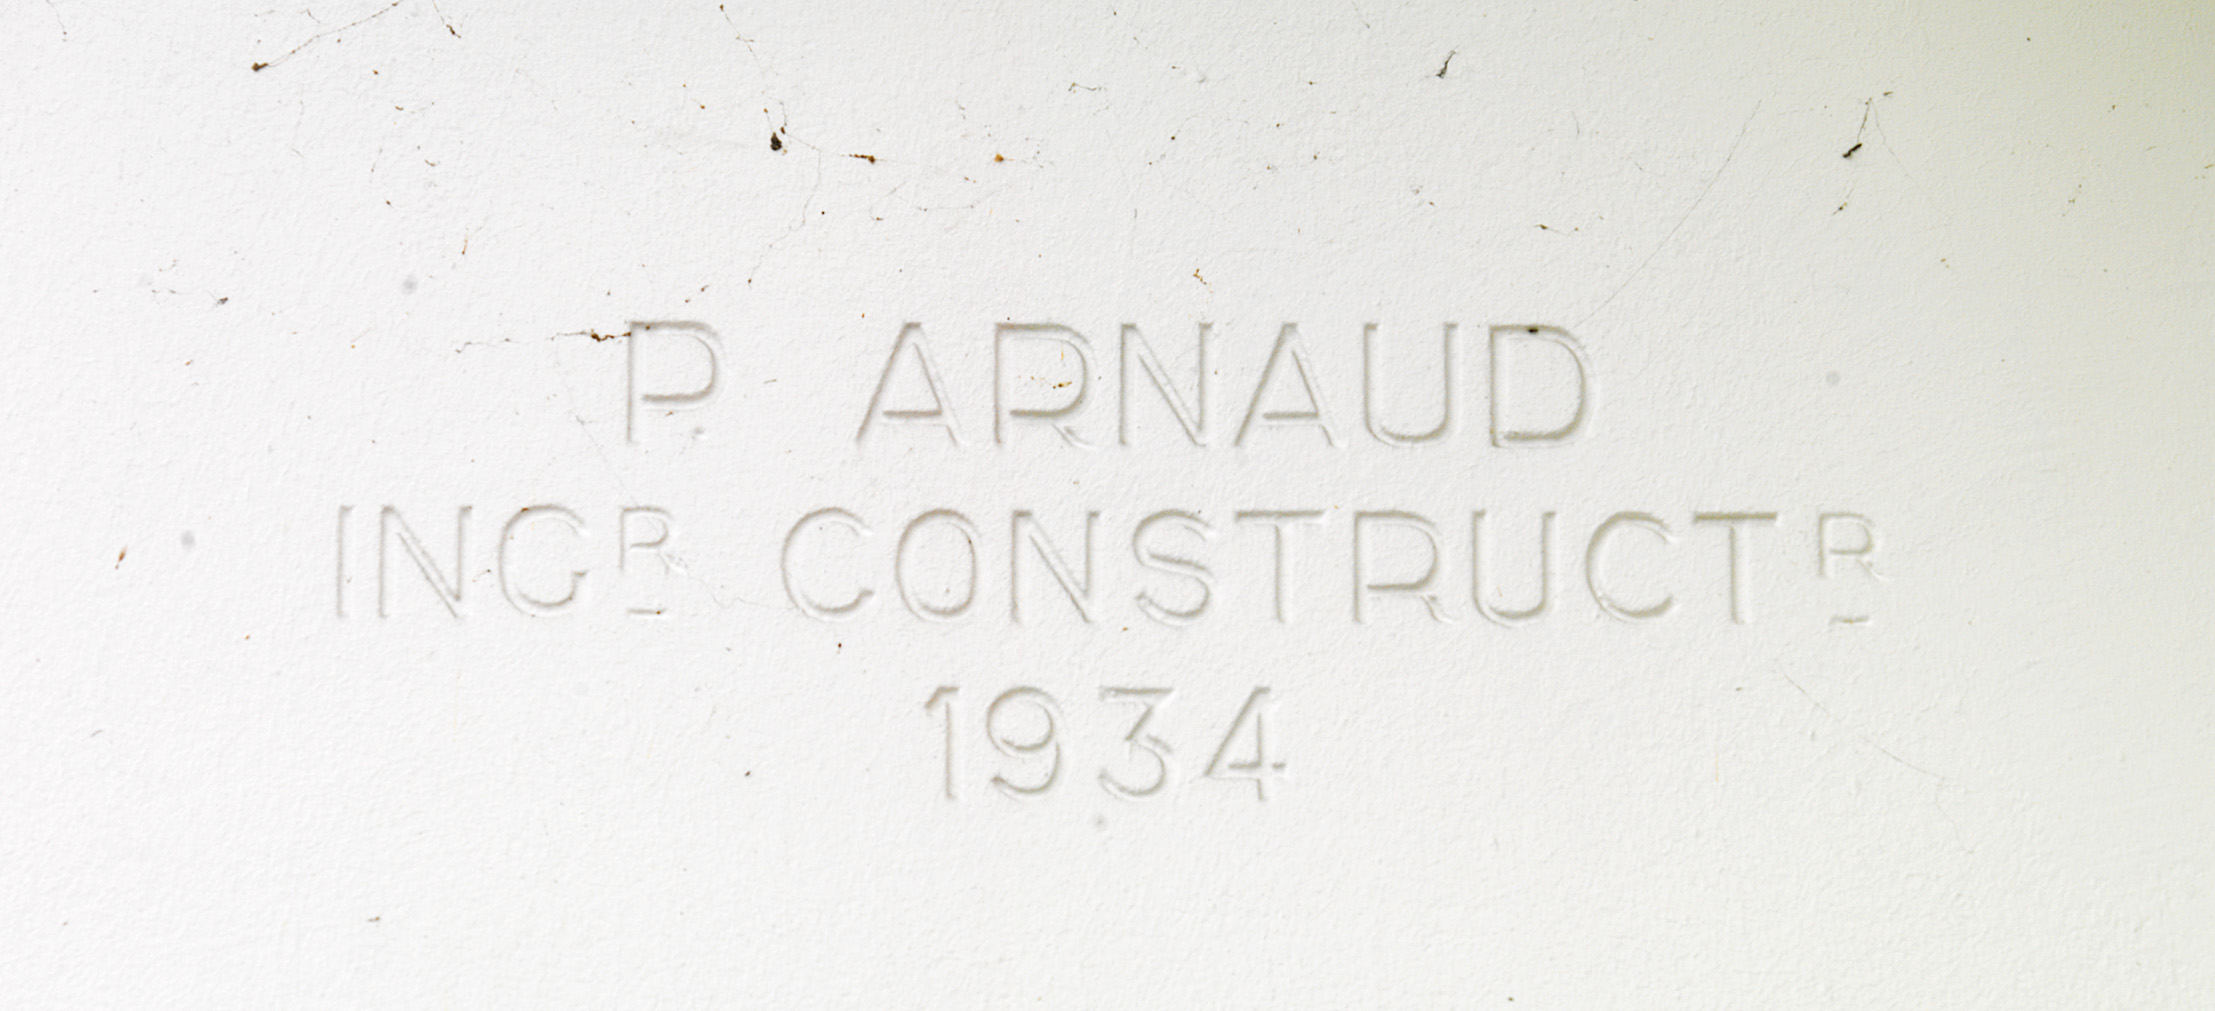 P. ARNAUD
INGR CONSTRUCTR
1934